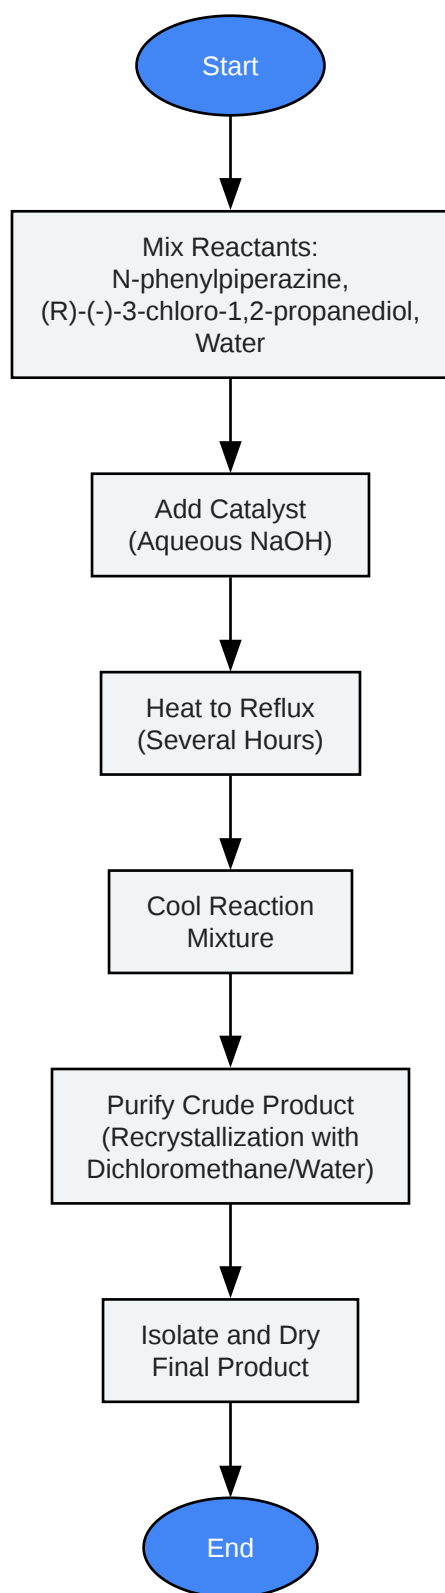 Start
Mix Reactants:
N-phenylpiperazine,
(R)-(-)-3-chloro-1,2-propanediol,
Water
Add Catalyst
(Aqueous NaOH)
Heat to Reflux
(Several Hours)
Cool Reaction
Mixture
Purify Crude Product
(Recrystallization with
Dichloromethane/Water)
Isolate and Dry
Final Product
End